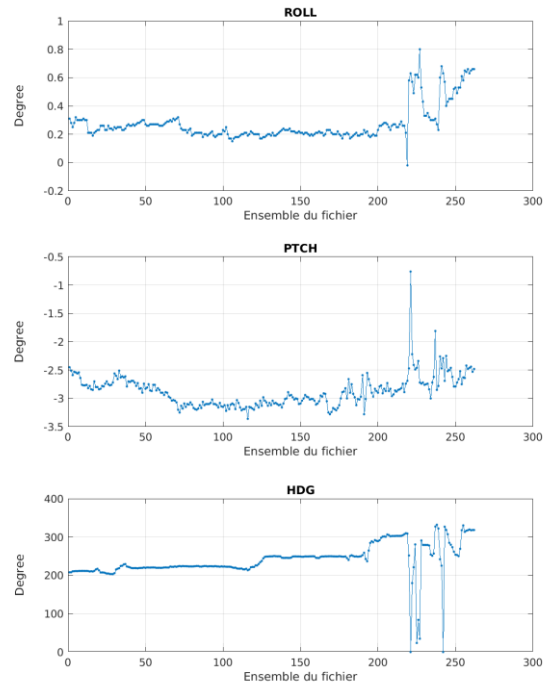 ROLL
1
0.8
0.6
0.4
0.2
0
-0.2
Degree
0 50 100 150 200 250 300
Ensemble du fichier
PTCH
-0.5
-1
-1.5
-2
-2.5
-3
-3.5
Degree
0 50 100 150 200 250 300
Ensemble du fichier
HDG
400
300
200
100
0
Degree
0 50 100 150 200 250 300
Ensemble du fichier